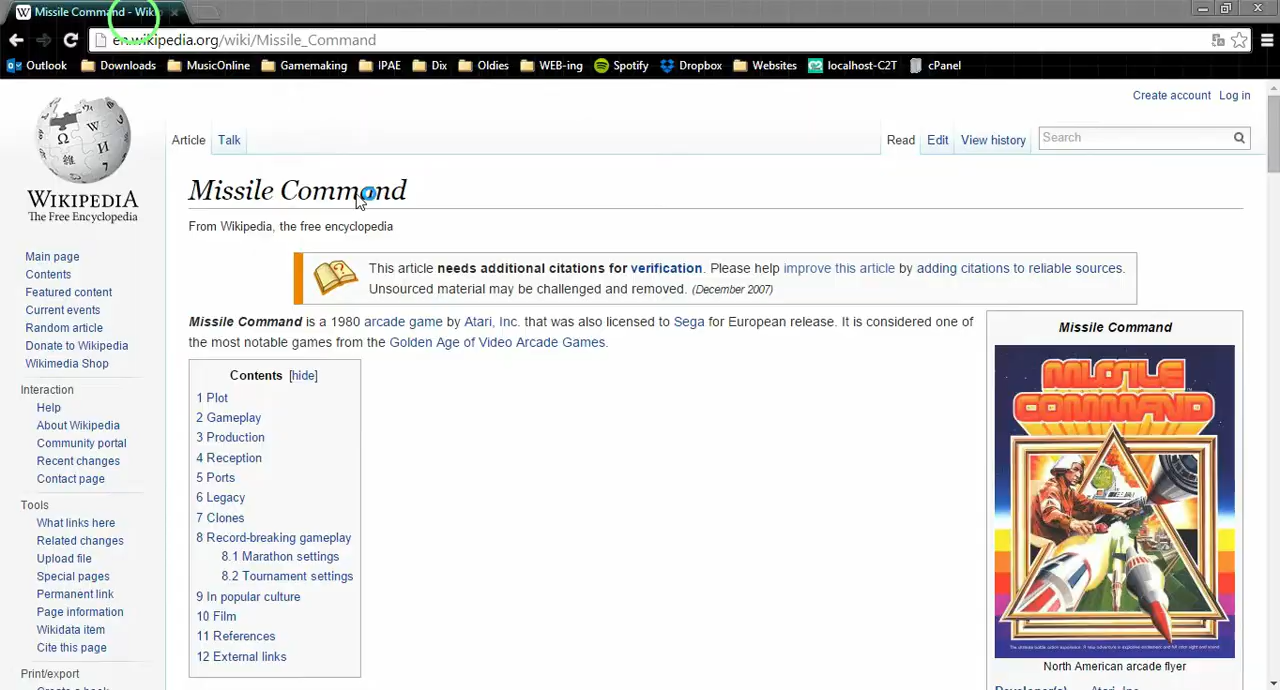 Missile Command - Wiki
en.wikipedia.org/wiki/Missile_Command
Outlook Downloads MusicOnline Gamemaking IPAE Dix Oldies WEB-ing Spotify Dropbox Websites localhost-C2T cPanel
Create account Log in
Article Talk Read Edit View history Search
WIKIPEDIA
The Free Encyclopedia
Missile Command
From Wikipedia, the free encyclopedia
Main page
Contents
Featured content
Current events
Random article
Donate to Wikipedia
Wikimedia Shop
Interaction
Help
About Wikipedia
Community portal
Recent changes
Contact page
Tools
What links here
Related changes
Upload file
Special pages
Permanent link
Page information
Wikidata item
Cite this page
Print/export
Create a book
This article needs additional citations for verification. Please help improve this article by adding citations to reliable sources.
Unsourced material may be challenged and removed. (December 2007)
Missile Command is a 1980 arcade game by Atari, Inc. that was also licensed to Sega for European release. It is considered one of
the most notable games from the Golden Age of Video Arcade Games.
Contents [hide]
1 Plot
2 Gameplay
3 Production
4 Reception
5 Ports
6 Legacy
7 Clones
8 Record-breaking gameplay
8.1 Marathon settings
8.2 Tournament settings
9 In popular culture
10 Film
11 References
12 External links
Missile Command
MISSILE
COMMAND
North American arcade flyer
Developer(s) Atari, Inc.